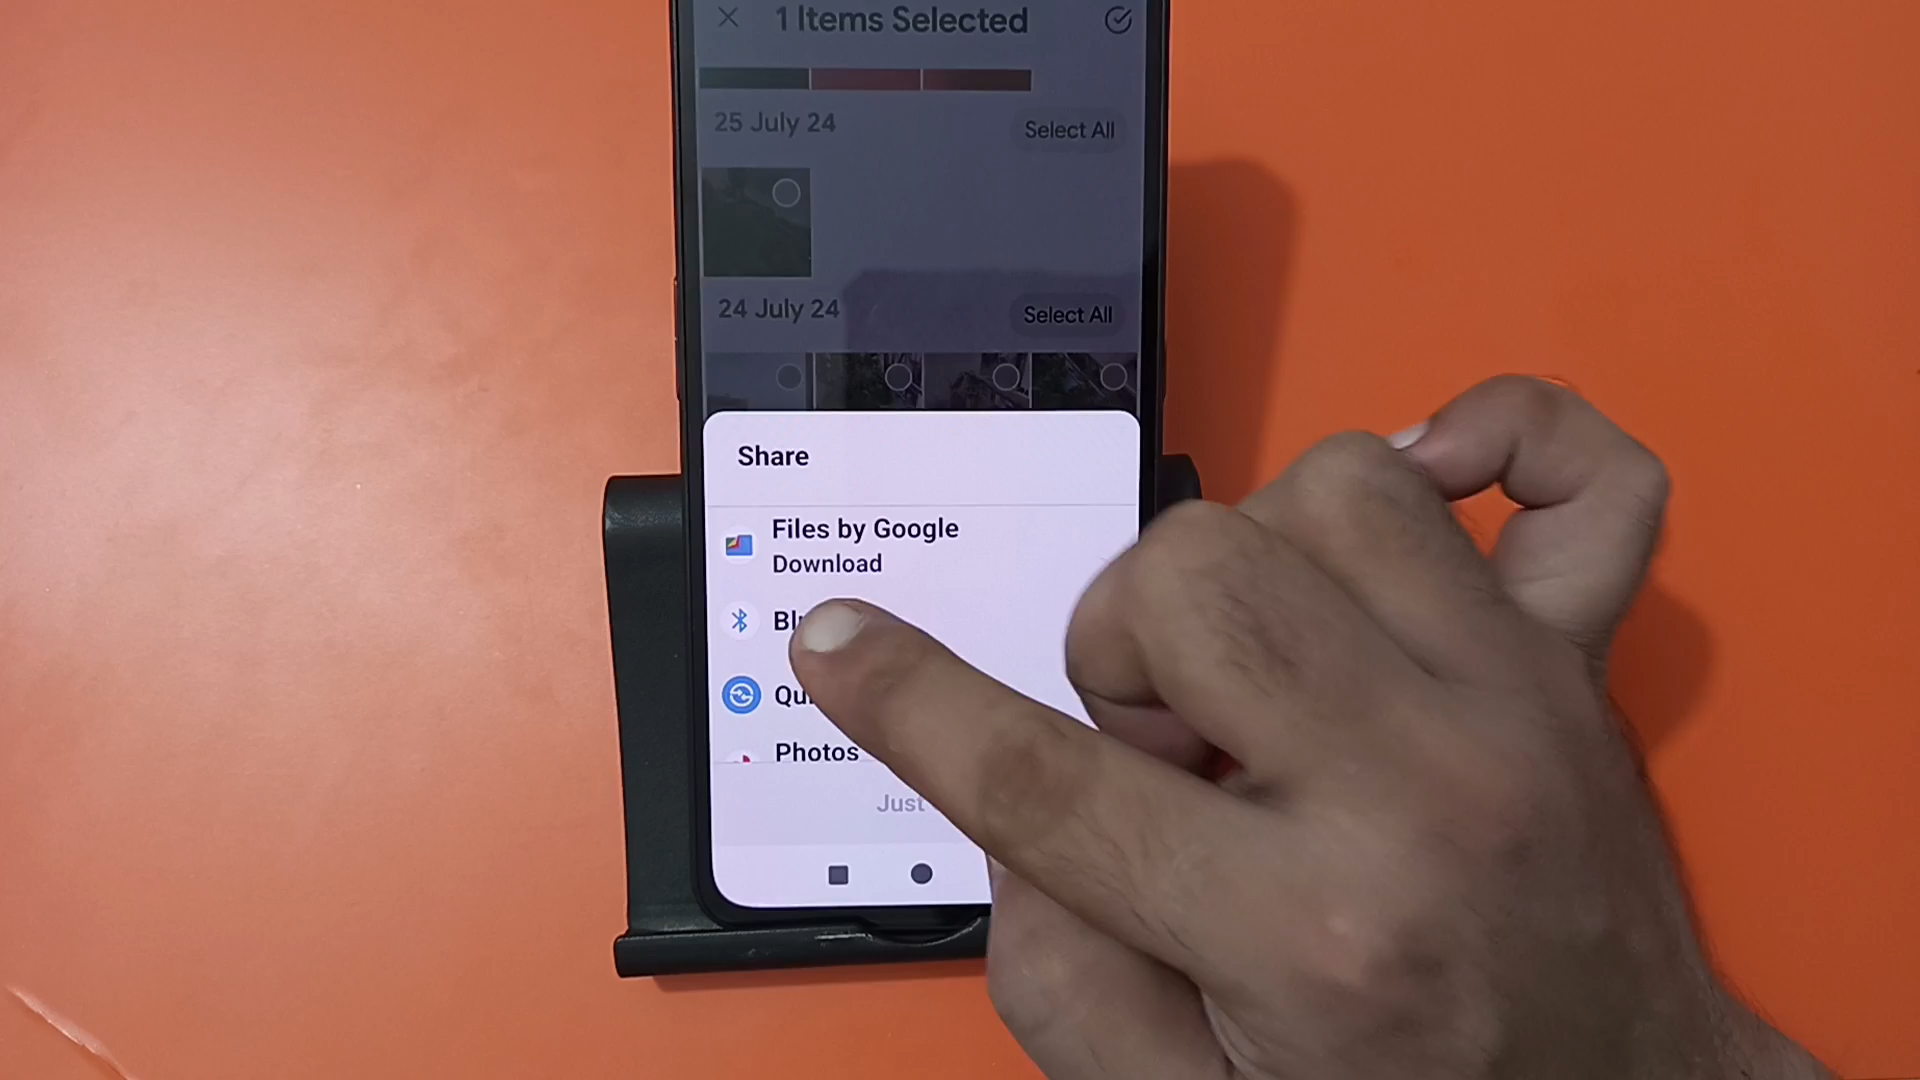 1 Items Selected
25 July 24
Select All
24 July 24
Select All
Share
Files by Google
Download
Photos
Just